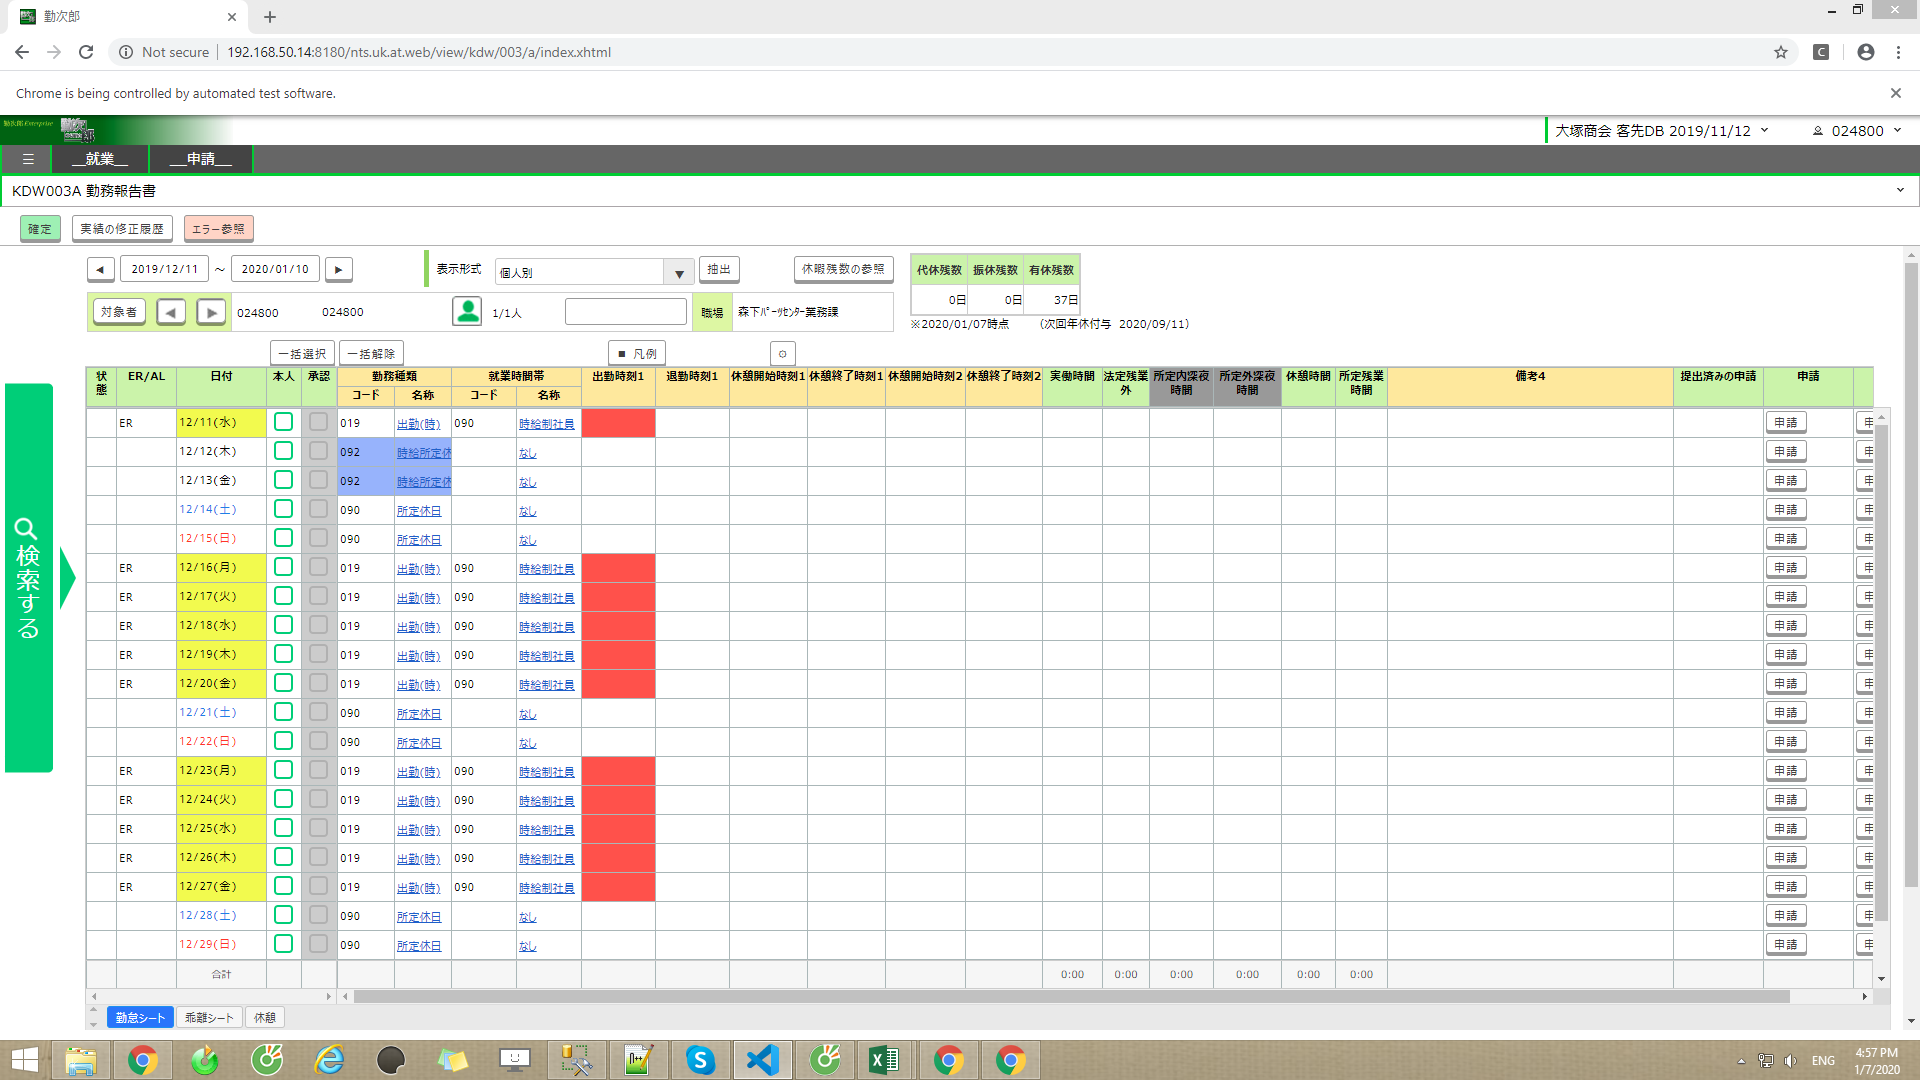 勤次郎
Not secure
192.168.50.14:8180/nts.uk.at.web/view/kdw/003/a/index.xhtml
Chrome is being controlled by automated test software.
勤次郎 Enterprise
大塚商会 客先DB 2019/11/12
024800
__就業__
__申請__
KDW003A 勤務報告書
確定
実績の修正履歴
エラー参照
2019/12/11 ～ 2020/01/10
表示形式 個人別 抽出
休暇残数の参照
代休残数 振休残数 有休残数
0日 0日 37日
※2020/01/07時点 (次回年休付与 2020/09/11)
対象者 024800 024800 1/1人 職場 森下ﾊﾟｰﾂｾﾝﾀｰ業務課
一括選択 一括解除 ■ 凡例
検索する
状態 ER/AL 日付 本人 承認 勤務種類 就業時間帯 出勤時刻1 退勤時刻1 休憩開始時刻1 休憩終了時刻1 休憩開始時刻2 休憩終了時刻2 実働時間 法定残業外 所定内深夜時間 所定外深夜時間 休憩時間 所定残業時間 備考4 提出済みの申請 申請
コード 名称 コード 名称
ER 12/11(水) 019 出勤(時) 090 時給制社員 申請 申
12/12(木) 092 時給所定休 なし 申請 申
12/13(金) 092 時給所定休 なし 申請 申
12/14(土) 090 所定休日 なし 申請 申
12/15(日) 090 所定休日 なし 申請 申
ER 12/16(月) 019 出勤(時) 090 時給制社員 申請 申
ER 12/17(火) 019 出勤(時) 090 時給制社員 申請 申
ER 12/18(水) 019 出勤(時) 090 時給制社員 申請 申
ER 12/19(木) 019 出勤(時) 090 時給制社員 申請 申
ER 12/20(金) 019 出勤(時) 090 時給制社員 申請 申
12/21(土) 090 所定休日 なし 申請 申
12/22(日) 090 所定休日 なし 申請 申
ER 12/23(月) 019 出勤(時) 090 時給制社員 申請 申
ER 12/24(火) 019 出勤(時) 090 時給制社員 申請 申
ER 12/25(水) 019 出勤(時) 090 時給制社員 申請 申
ER 12/26(木) 019 出勤(時) 090 時給制社員 申請 申
ER 12/27(金) 019 出勤(時) 090 時給制社員 申請 申
12/28(土) 090 所定休日 なし 申請 申
12/29(日) 090 所定休日 なし 申請 申
合計 0:00 0:00 0:00 0:00 0:00 0:00
勤怠シート 乖離シート 休憩
ENG
4:57 PM
1/7/2020